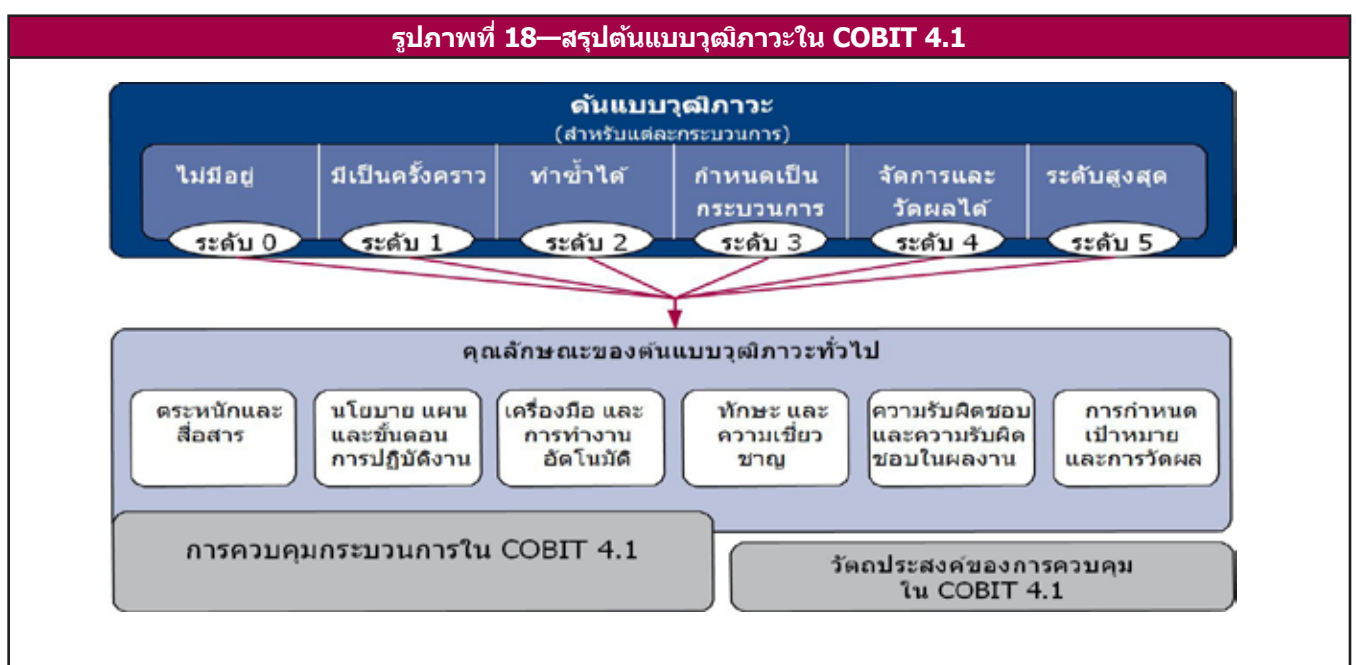 รูปภาพที่ 18—สรุปต้นแบบวุฒิภาวะใน COBIT 4.1
ต้นแบบวุฒิภาวะ
(สำหรับแต่ละกระบวนการ)
ไม่มีอยู่
ระดับ 0
มีเป็นครั้งคราว
ระดับ 1
ทำซ้ำได้
ระดับ 2
กำหนดเป็น
กระบวนการ
ระดับ 3
จัดการและ
วัดผลได้
ระดับ 4
ระดับสูงสุด
ระดับ 5
คุณลักษณะของต้นแบบวุฒิภาวะทั่วไป
ตระหนักและ
สื่อสาร
นโยบาย แผน
และขั้นตอน
การปฏิบัติงาน
เครื่องมือ และ
การทำงาน
อัตโนมัติ
ทักษะ และ
ความเชี่ยว
ชาญ
ความรับผิดชอบ
และความรับผิด
ชอบในผลงาน
การกำหนด
เป้าหมาย
และการวัดผล
การควบคุมกระบวนการใน COBIT 4.1
วัตถุประสงค์ของการควบคุม
ใน COBIT 4.1